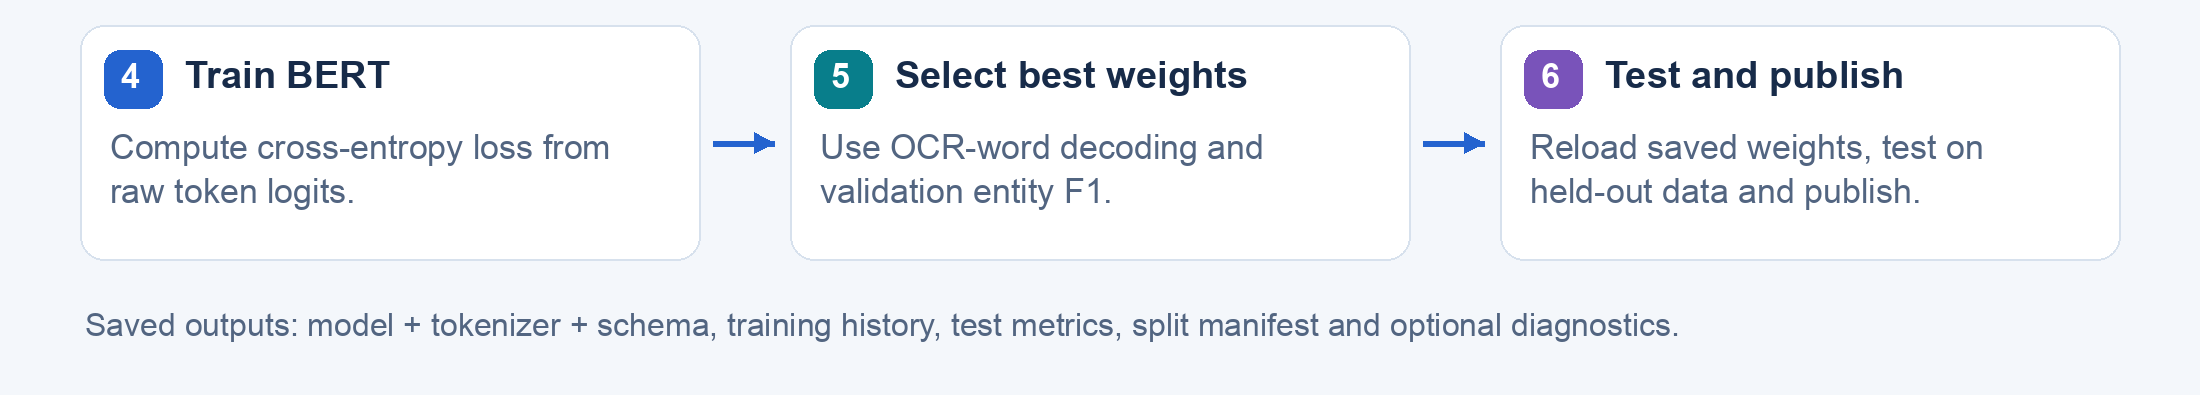 4 Train BERT
Compute cross-entropy loss from
raw token logits.
5 Select best weights
Use OCR-word decoding and
validation entity F1.
6 Test and publish
Reload saved weights, test on
held-out data and publish.
Saved outputs: model + tokenizer + schema, training history, test metrics, split manifest and optional diagnostics.